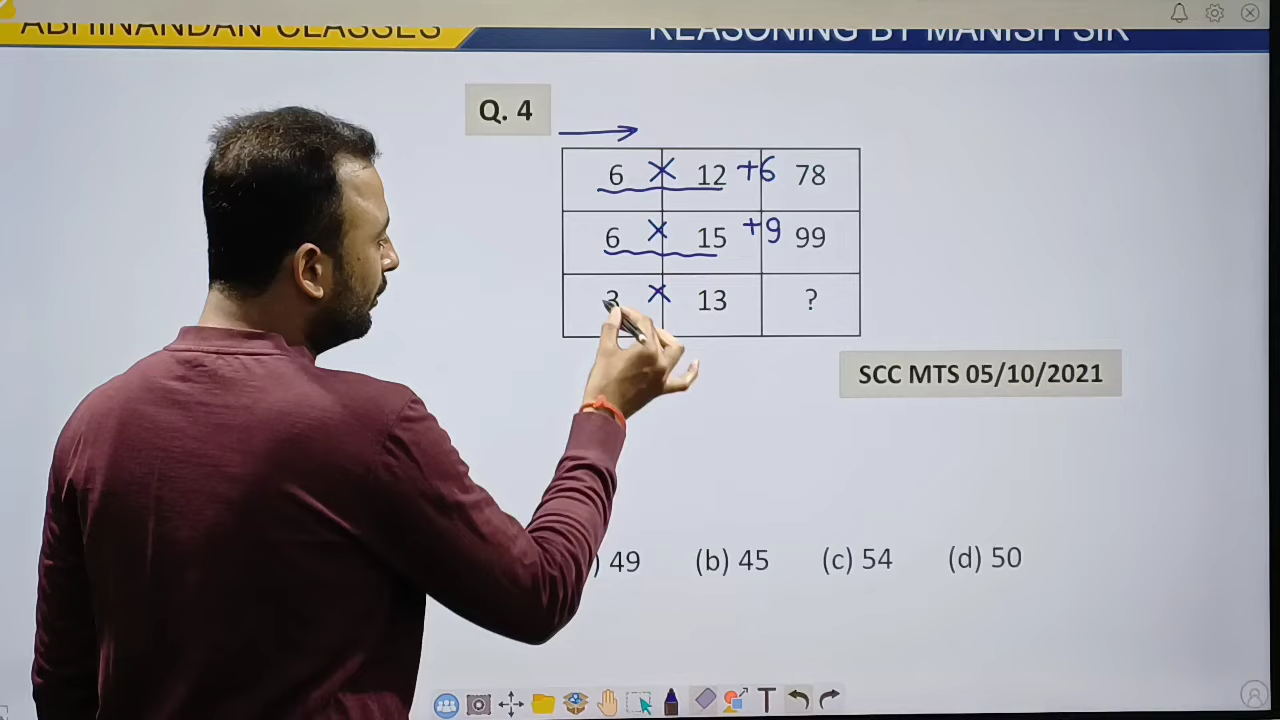 ABHINANDAN CLASSES
REASONING BY MANISH SIR
Q. 4
6 × 12 +6 78
6 × 15 +9 99
3 × 13 ?
SCC MTS 05/10/2021
) 49 (b) 45 (c) 54 (d) 50
T